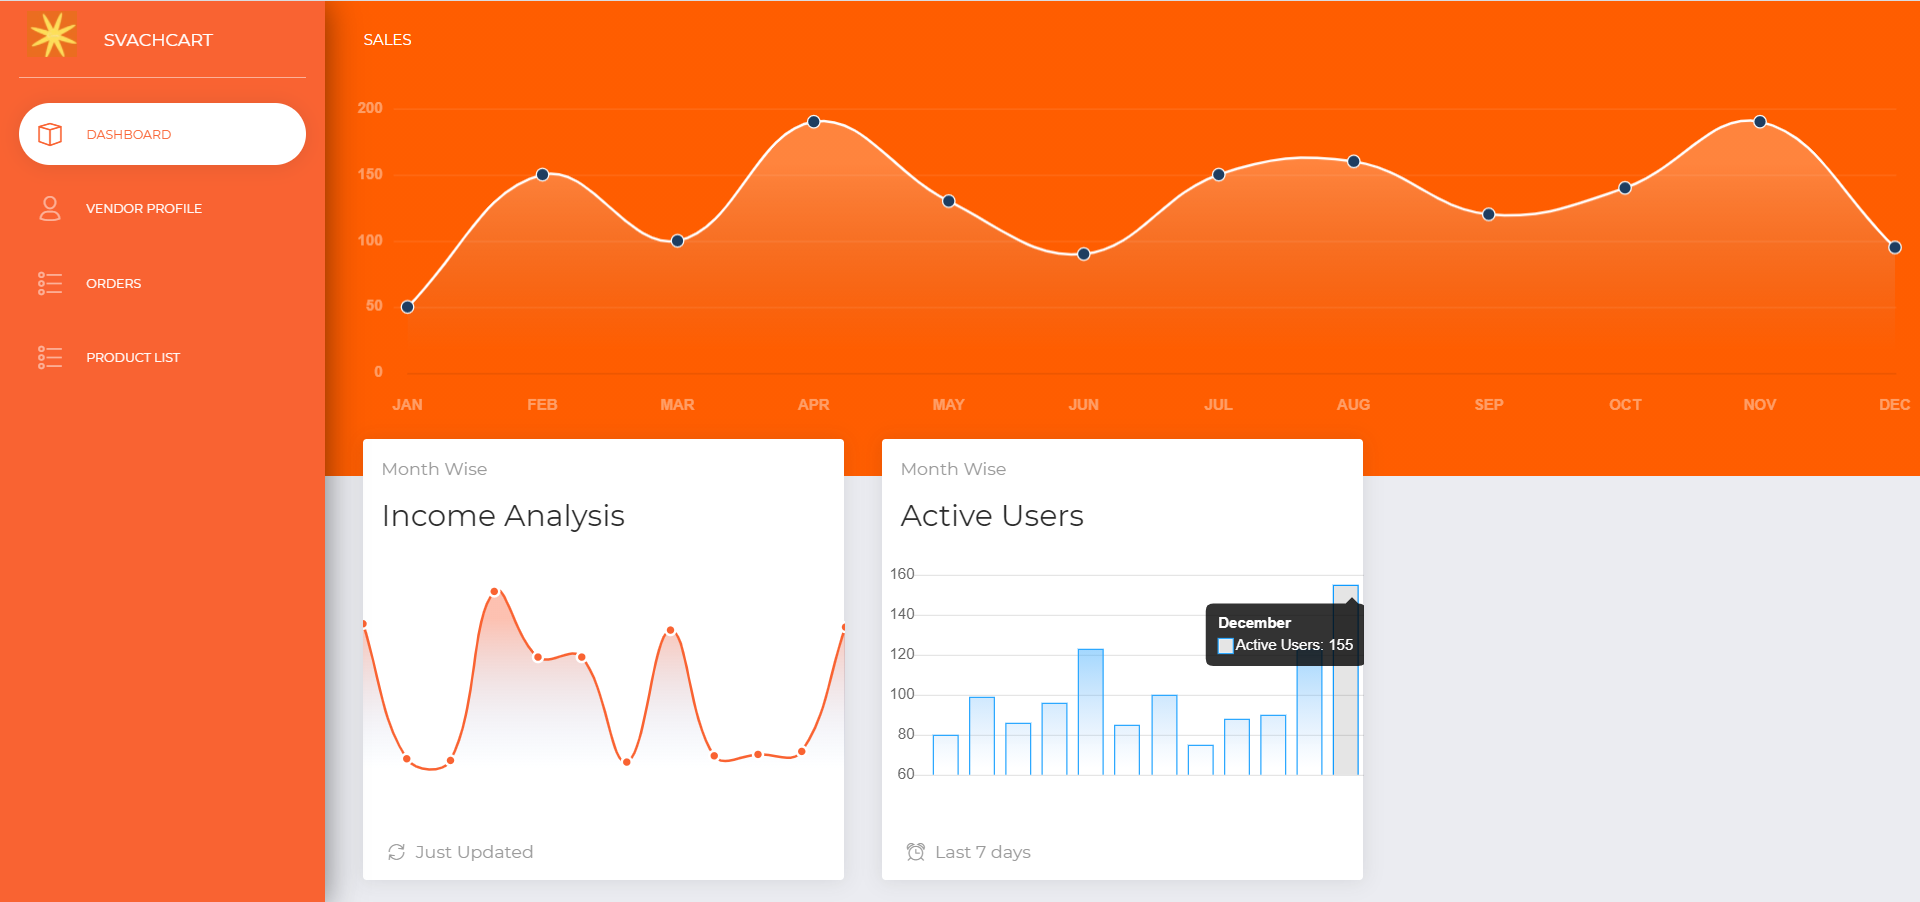 SVACHCART
DASHBOARD
VENDOR PROFILE
ORDERS
PRODUCT LIST
SALES
200
150
100
50
0
JAN FEB MAR APR MAY JUN JUL AUG SEP OCT NOV DEC
Month Wise
Income Analysis
Just Updated
Month Wise
Active Users
160
140
120
100
80
60
December
Active Users: 155
Last 7 days